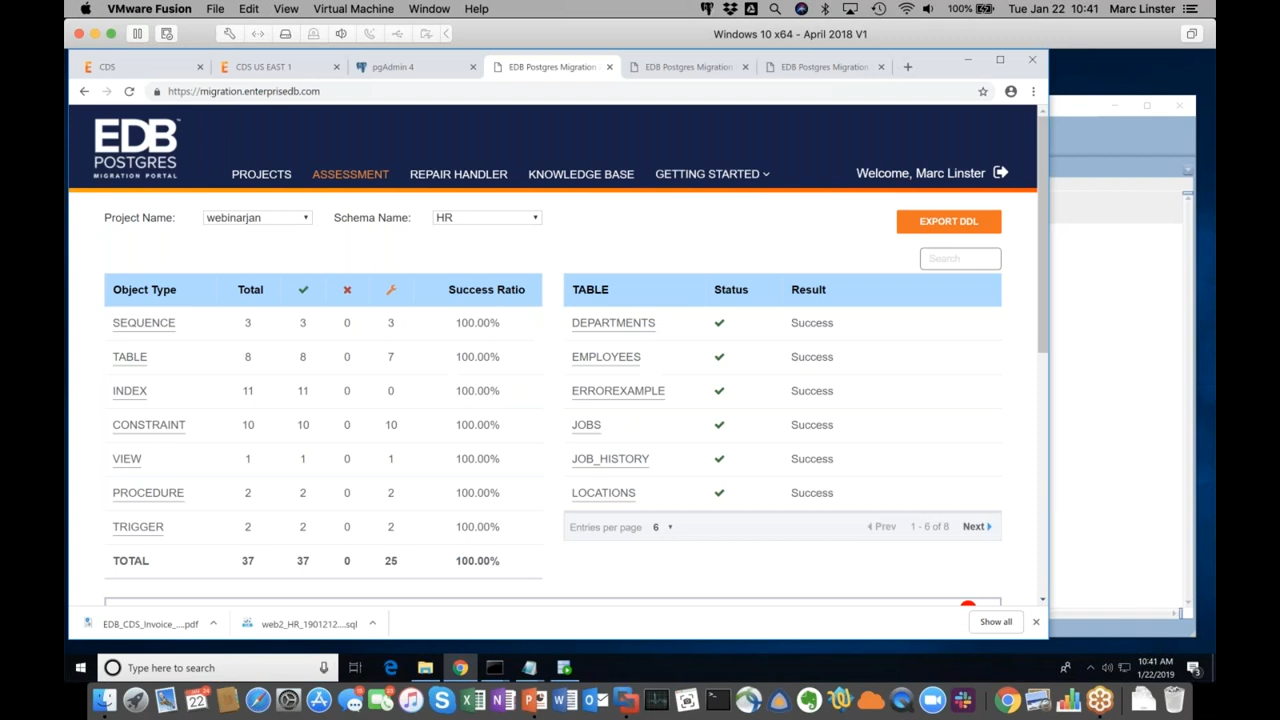 VMware Fusion File Edit View Virtual Machine Window Help 100% Tue Jan 22 10:41 Marc Linster
Windows 10 x64 - April 2018 V1
CDS CDS US EAST 1 pgAdmin 4 EDB Postgres Migration EDB Postgres Migration EDB Postgres Migration
https://migration.enterprisedb.com
EDB
POSTGRES
MIGRATION PORTAL
PROJECTS ASSESSMENT REPAIR HANDLER KNOWLEDGE BASE GETTING STARTED Welcome, Marc Linster
Project Name: webinarjan Schema Name: HR EXPORT DDL
Search
Object Type Total Success Ratio TABLE Status Result
SEQUENCE 3 3 0 3 100.00% DEPARTMENTS Success
TABLE 8 8 0 7 100.00% EMPLOYEES Success
INDEX 11 11 0 0 100.00% ERROREXAMPLE Success
CONSTRAINT 10 10 0 10 100.00% JOBS Success
VIEW 1 1 0 1 100.00% JOB_HISTORY Success
PROCEDURE 2 2 0 2 100.00% LOCATIONS Success
TRIGGER 2 2 0 2 100.00% Entries per page 6 Prev 1 - 6 of 8 Next
TOTAL 37 37 0 25 100.00%
EDB_CDS_Invoice_....pdf web2_HR_1901212....sql Show all
Type here to search 10:41 AM
1/22/2019